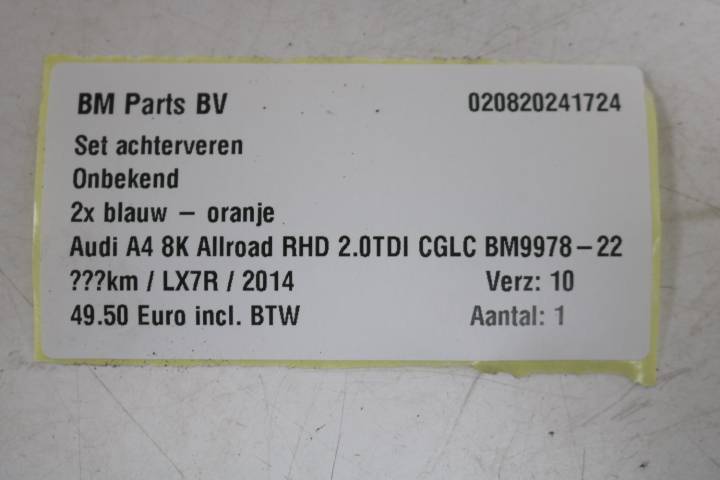 BM Parts BV 020820241724
Set achterveren
Onbekend
2x blauw – oranje
Audi A4 8K Allroad RHD 2.0TDI CGLC BM9978–22
???km / LX7R / 2014 Verz: 10
49.50 Euro incl. BTW Aantal: 1